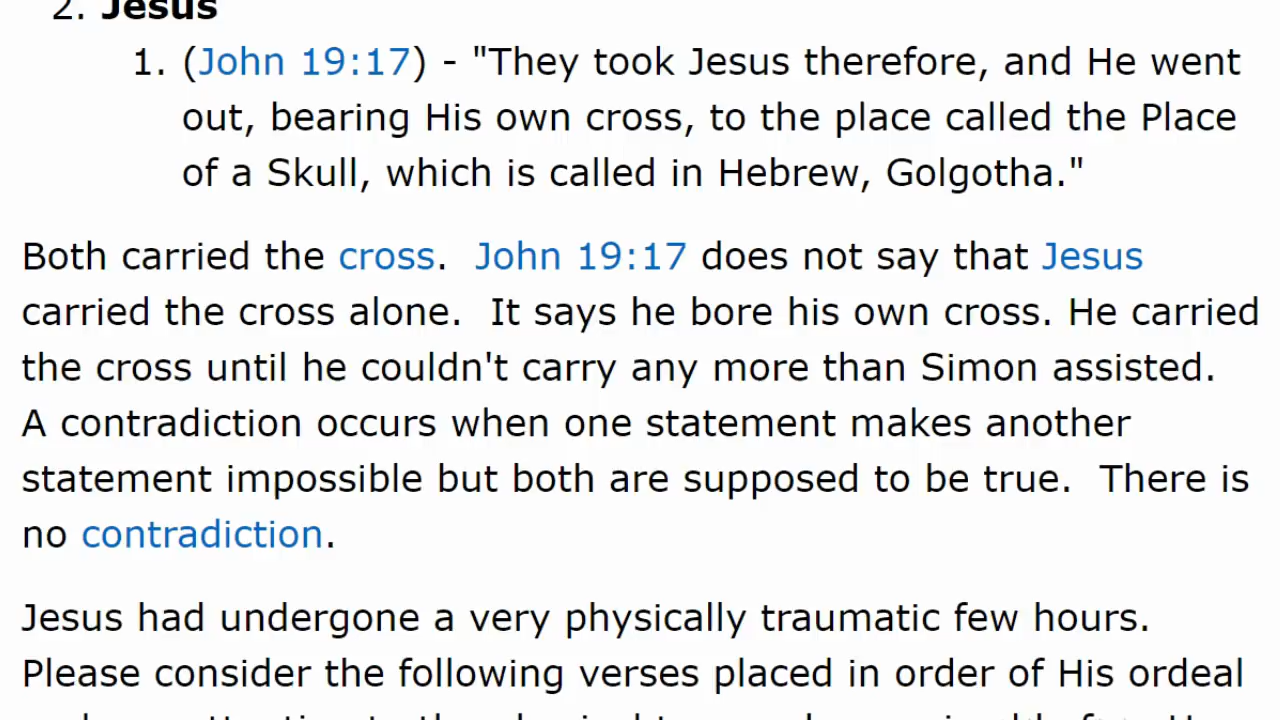 2. Jesus
1. (John 19:17) - "They took Jesus therefore, and He went
out, bearing His own cross, to the place called the Place
of a Skull, which is called in Hebrew, Golgotha."
Both carried the cross.  John 19:17 does not say that Jesus
carried the cross alone.  It says he bore his own cross. He carried
the cross until he couldn't carry any more than Simon assisted.
A contradiction occurs when one statement makes another
statement impossible but both are supposed to be true.  There is
no contradiction.
Jesus had undergone a very physically traumatic few hours.
Please consider the following verses placed in order of His ordeal